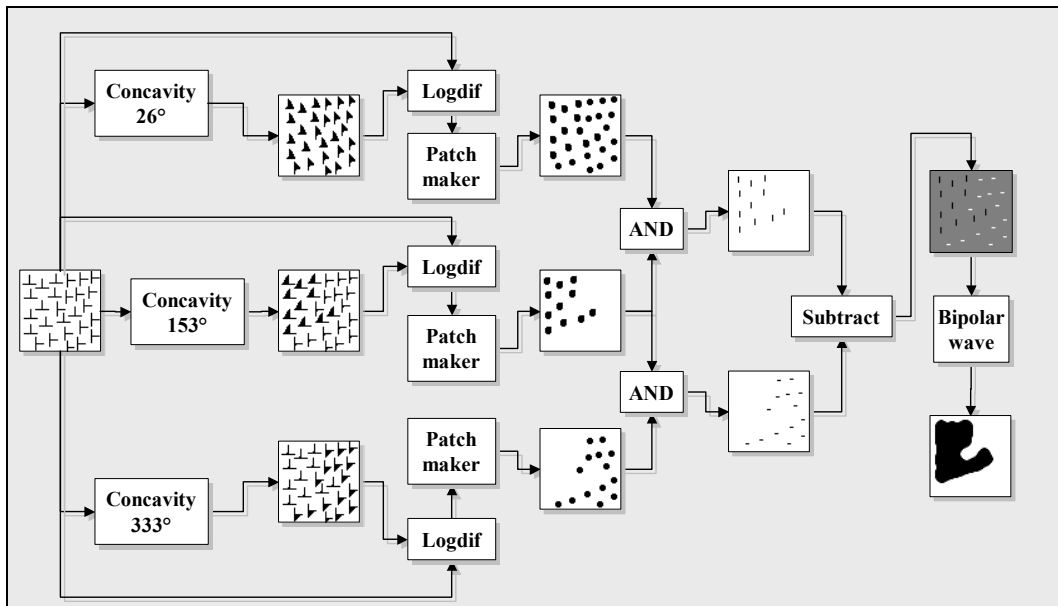 Concavity
26°
Logdif
Patch
maker
AND
Logdif
Concavity
153°
Patch
maker
Subtract
Bipolar
wave
AND
Patch
maker
Concavity
333°
Logdif